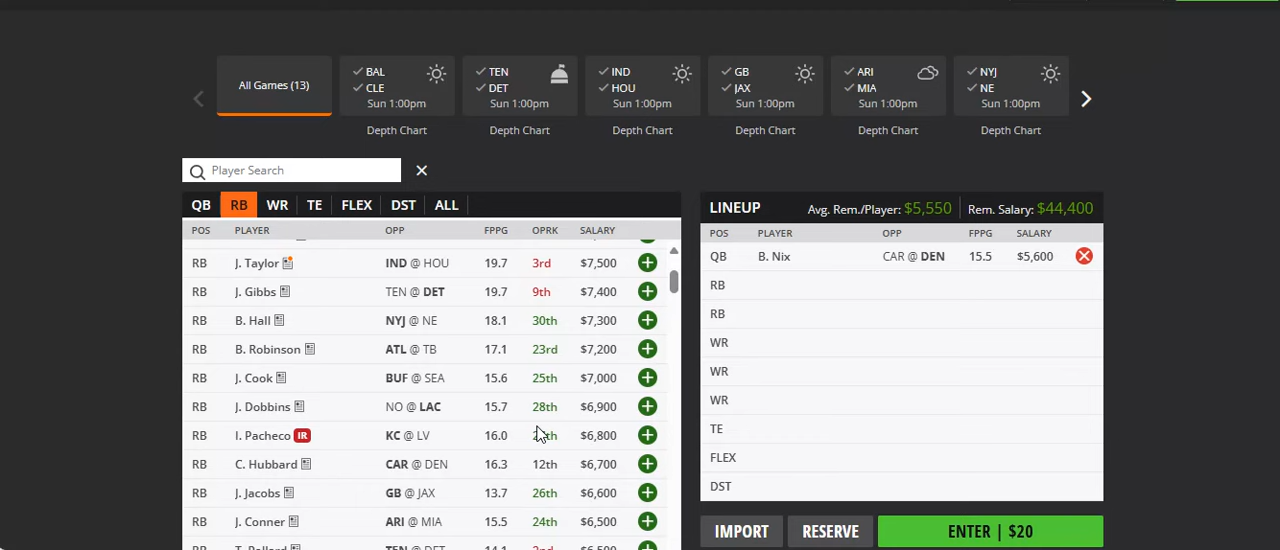 All Games (13)
BAL
CLE
Sun 1:00pm
Depth Chart
TEN
DET
Sun 1:00pm
Depth Chart
IND
HOU
Sun 1:00pm
Depth Chart
GB
JAX
Sun 1:00pm
Depth Chart
ARI
MIA
Sun 1:00pm
Depth Chart
NYJ
NE
Sun 1:00pm
Depth Chart
Player Search
QB RB WR TE FLEX DST ALL
POS PLAYER OPP FPPG OPRK SALARY
RB J. Taylor IND @ HOU 19.7 3rd $7,500
RB J. Gibbs TEN @ DET 19.7 9th $7,400
RB B. Hall NYJ @ NE 18.1 30th $7,300
RB B. Robinson ATL @ TB 17.1 23rd $7,200
RB J. Cook BUF @ SEA 15.6 25th $7,000
RB J. Dobbins NO @ LAC 15.7 28th $6,900
RB I. Pacheco IR KC @ LV 16.0 $6,800
RB C. Hubbard CAR @ DEN 16.3 12th $6,700
RB J. Jacobs GB @ JAX 13.7 26th $6,600
RB J. Conner ARI @ MIA 15.5 24th $6,500
RB T. Pollard TEN @ DET 14.1 2nd $6,500
LINEUP Avg. Rem./Player: $5,550 Rem. Salary: $44,400
POS PLAYER OPP FPPG SALARY
QB B. Nix CAR @ DEN 15.5 $5,600
RB
RB
WR
WR
WR
TE
FLEX
DST
IMPORT RESERVE ENTER | $20